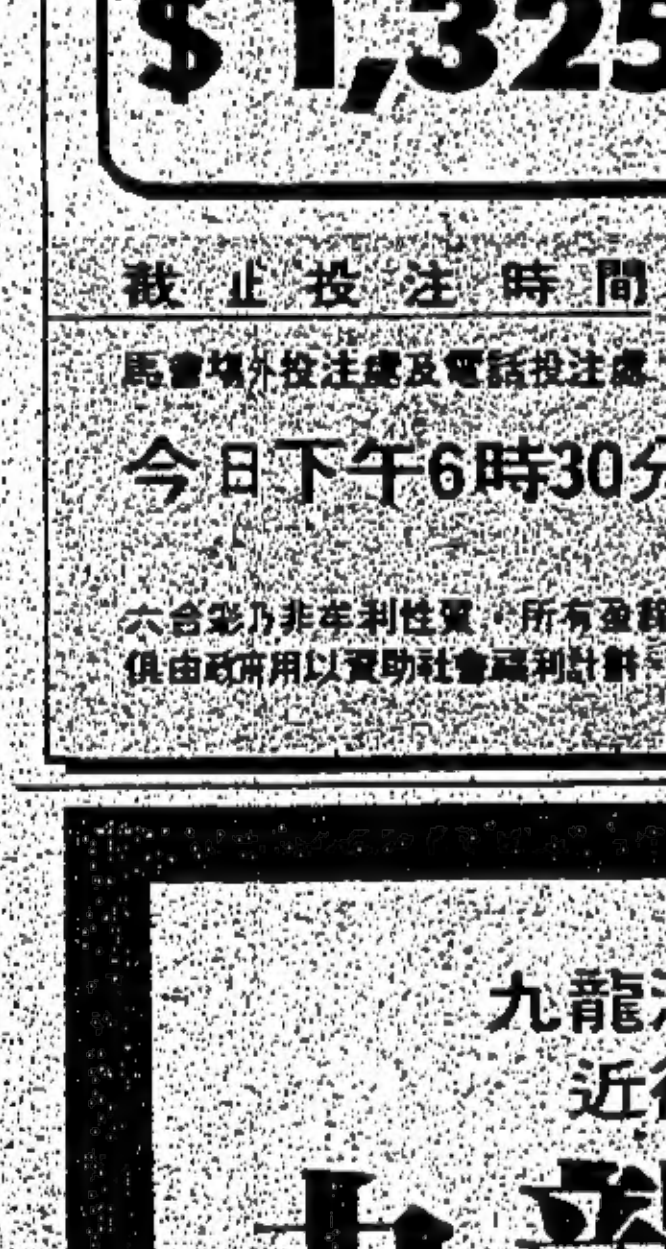 $1,325
截止投注時間
馬會場外投注處及電話投注處
今日下午6時30分
六合彩乃非牟利性質，所有盈
俱由政府用以資助社會福利計劃
九龍
近